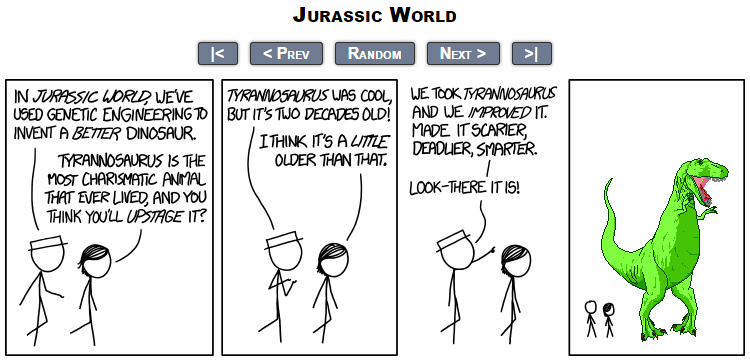 JURASSIC WORLD
|<
< PREV
RANDOM
NEXT >
>|
IN JURASSIC WORLD, WE'VE
USED GENETIC ENGINEERING TO
INVENT A BETTER DINOSAUR.
TYRANNOSAURUS IS THE
MOST CHARISMATIC ANIMAL
THAT EVER LIVED, AND YOU
THINK YOU'LL UPSTAGE IT?
TYRANNOSAURUS WAS COOL,
BUT IT'S TWO DECADES OLD!
I THINK IT'S A LITTLE
OLDER THAN THAT.
WE TOOK TYRANNOSAURUS
AND WE IMPROVED IT.
MADE IT SCARIER,
DEADLIER, SMARTER.
LOOK-THERE IT IS!